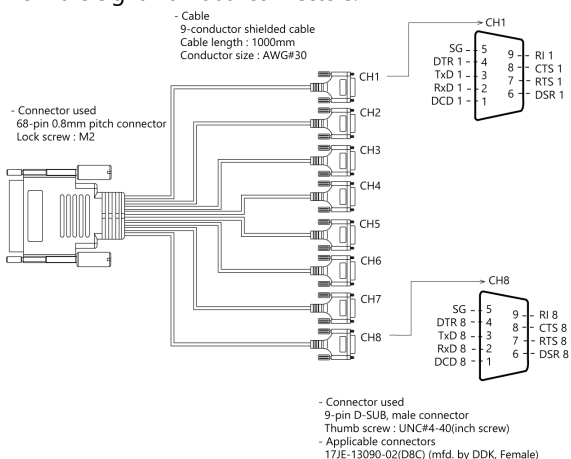 - Cable
9-conductor shielded cable
Cable length : 1000mm
Conductor size : AWG#30
- Connector used
68-pin 0.8mm pitch connector
Lock screw : M2
CH1
CH2
CH3
CH4
CH5
CH6
CH7
CH8
CH1
SG - 5
DTR 1 - 4
TxD 1 - 3
RxD 1 - 2
DCD 1 - 1
9 - RI 1
8 - CTS 1
7 - RTS 1
6 - DSR 1
CH8
SG - 5
DTR 8 - 4
TxD 8 - 3
RxD 8 - 2
DCD 8 - 1
9 - RI 8
8 - CTS 8
7 - RTS 8
6 - DSR 8
- Connector used
9-pin D-SUB, male connector
Thumb screw : UNC#4-40(inch screw)
- Applicable connectors
17JE-13090-02(D8C) (mfd. by DDK, Female)